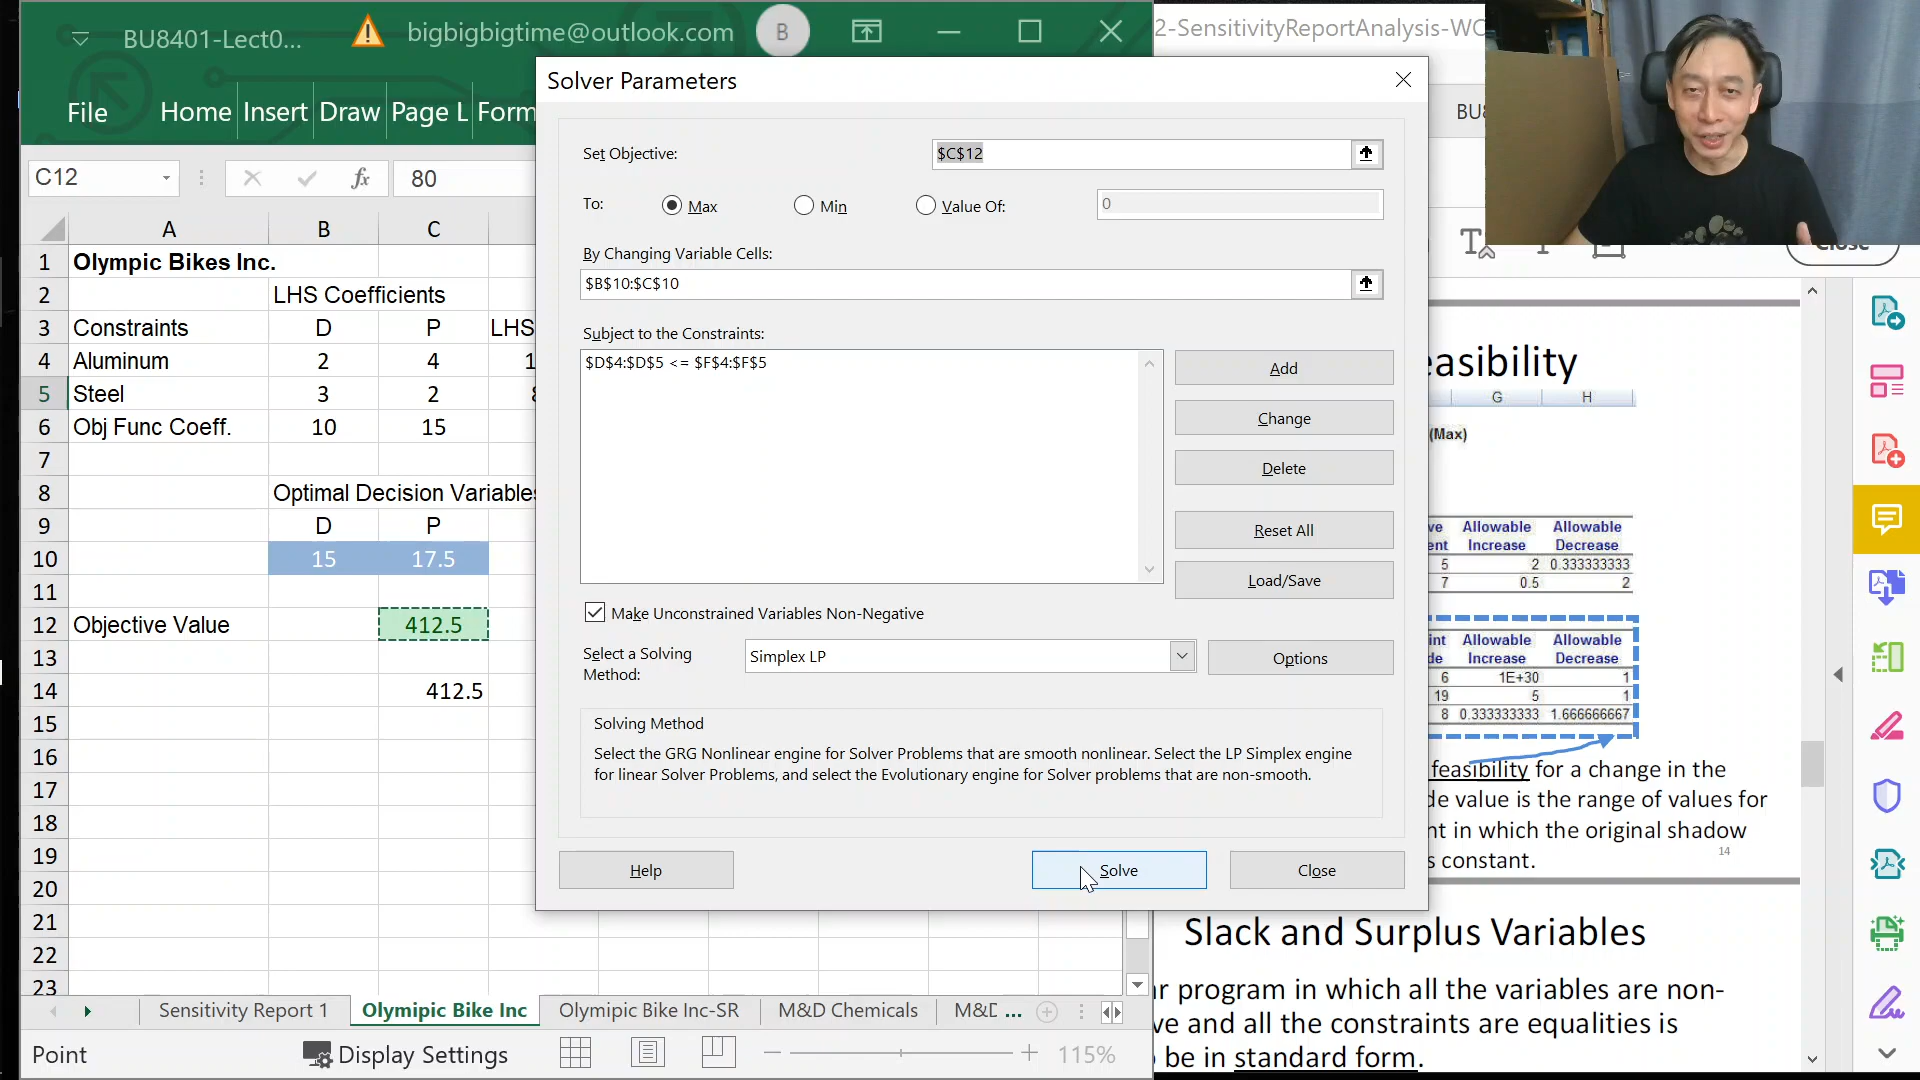 BU8401-Lect0...
bigbigbigtime@outlook.com
B
2-SensitivityReportAnalysis-WC
File
Home
Insert
Draw
Page L
Form
BU8
C12
fx
80
A
B
C
1
Olympic Bikes Inc.
2
LHS Coefficients
3
Constraints
D
P
LHS
4
Aluminum
2
4
1
5
Steel
3
2
8
6
Obj Func Coeff.
10
15
7
8
Optimal Decision Variables
9
D
P
10
15
17.5
11
12
Objective Value
412.5
13
14
412.5
15
16
17
18
19
20
21
22
23
Solver Parameters
Set Objective:
$C$12
To:
Max
Min
Value Of:
0
By Changing Variable Cells:
$B$10:$C$10
Subject to the Constraints:
$D$4:$D$5 <= $F$4:$F$5
Add
Change
Delete
Reset All
Load/Save
Make Unconstrained Variables Non-Negative
Select a Solving
Method:
Simplex LP
Options
Solving Method
Select the GRG Nonlinear engine for Solver Problems that are smooth nonlinear. Select the LP Simplex engine
for linear Solver Problems, and select the Evolutionary engine for Solver problems that are non-smooth.
Help
Solve
Close
Close
easibility
G
H
(Max)
ve
Allowable
Allowable
ent
Increase
Decrease
5
2
0.333333333
7
0.5
2
int
Allowable
Allowable
de
Increase
Decrease
6
1E+30
1
19
5
1
8
0.333333333
1.666666667
feasibility for a change in the
de value is the range of values for
nt in which the original shadow
s constant.
14
Slack and Surplus Variables
ar program in which all the variables are non-
ve and all the constraints are equalities is
o be in standard form.
Sensitivity Report 1
Olymipic Bike Inc
Olymipic Bike Inc-SR
M&D Chemicals
M&D ...
Point
Display Settings
115%